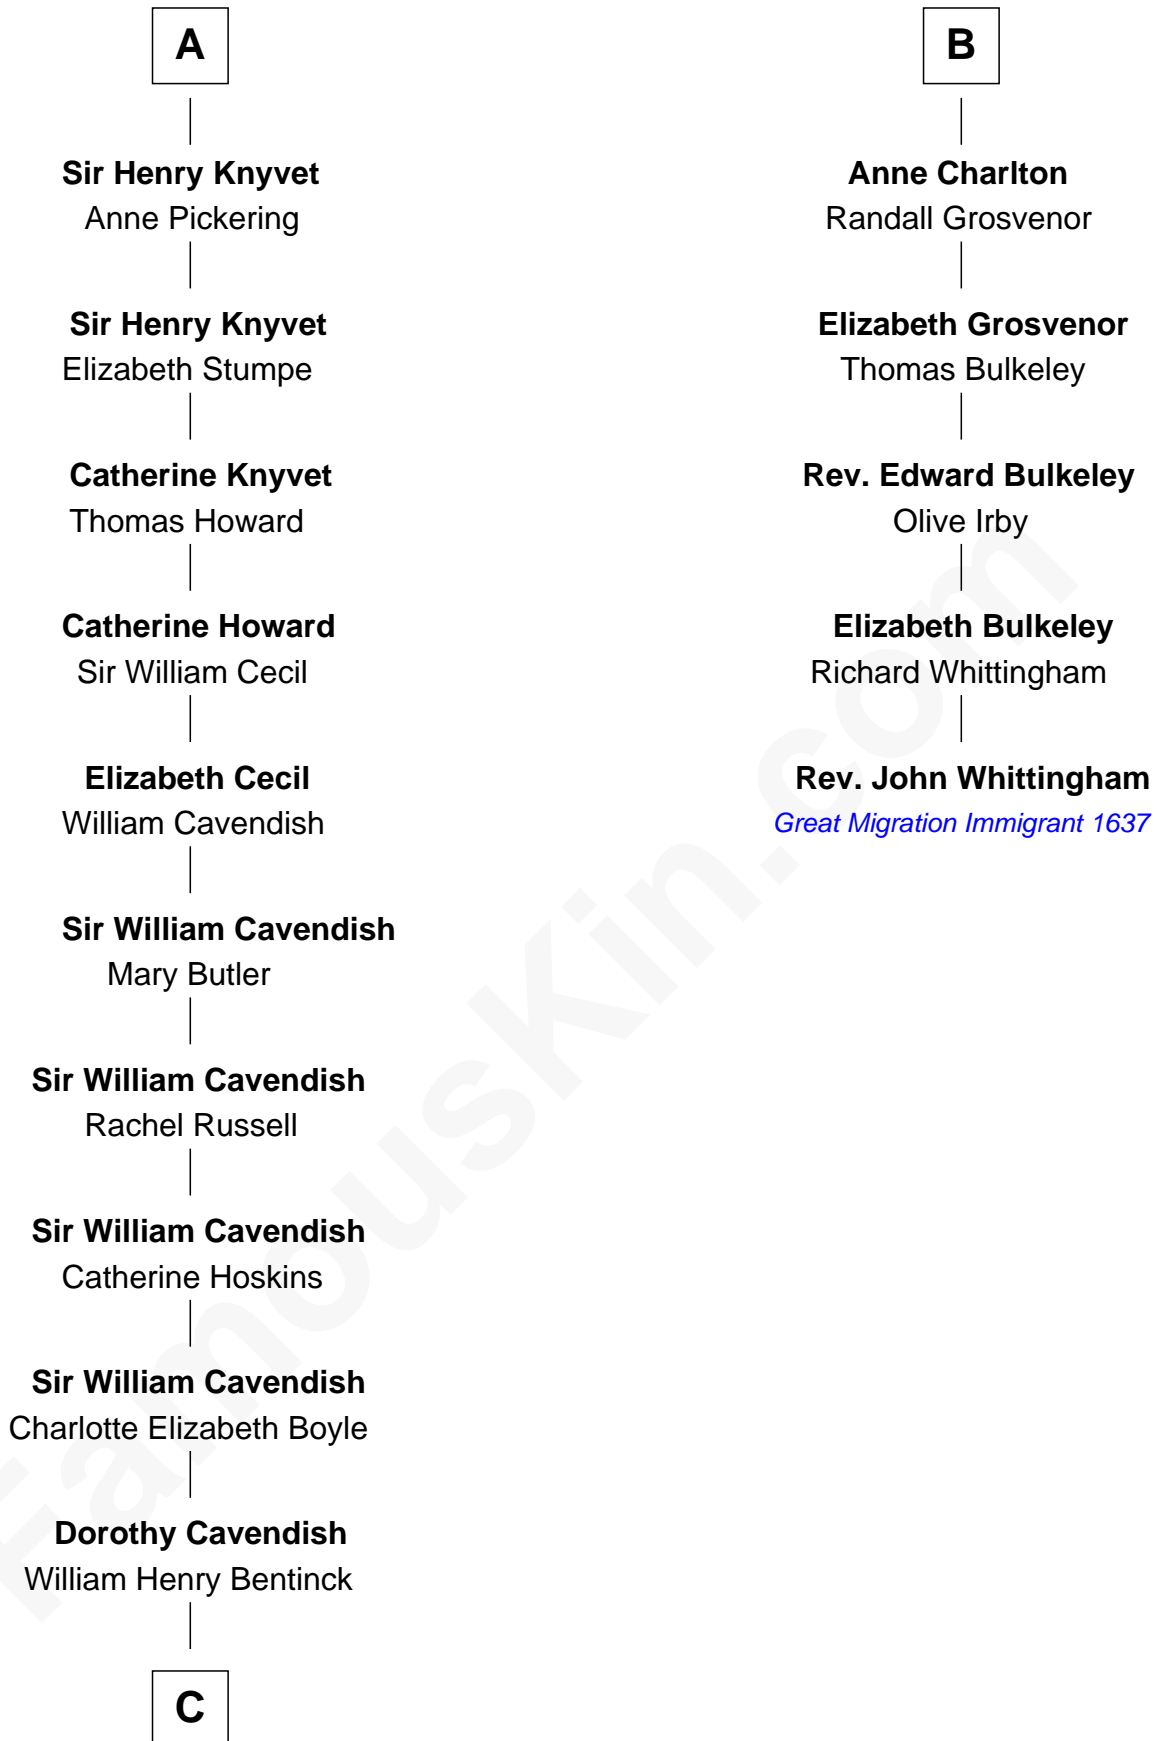 A
Sir Henry Knyvet
Anne Pickering
Sir Henry Knyvet
Elizabeth Stumpe
Catherine Knyvet
Thomas Howard
Catherine Howard
Sir William Cecil
Elizabeth Cecil
William Cavendish
Sir William Cavendish
Mary Butler
Sir William Cavendish
Rachel Russell
Sir William Cavendish
Catherine Hoskins
Sir William Cavendish
Charlotte Elizabeth Boyle
Dorothy Cavendish
William Henry Bentinck
C
B
Anne Charlton
Randall Grosvenor
Elizabeth Grosvenor
Thomas Bulkeley
Rev. Edward Bulkeley
Olive Irby
Elizabeth Bulkeley
Richard Whittingham
Rev. John Whittingham
Great Migration Immigrant 1637
FamousKin.com